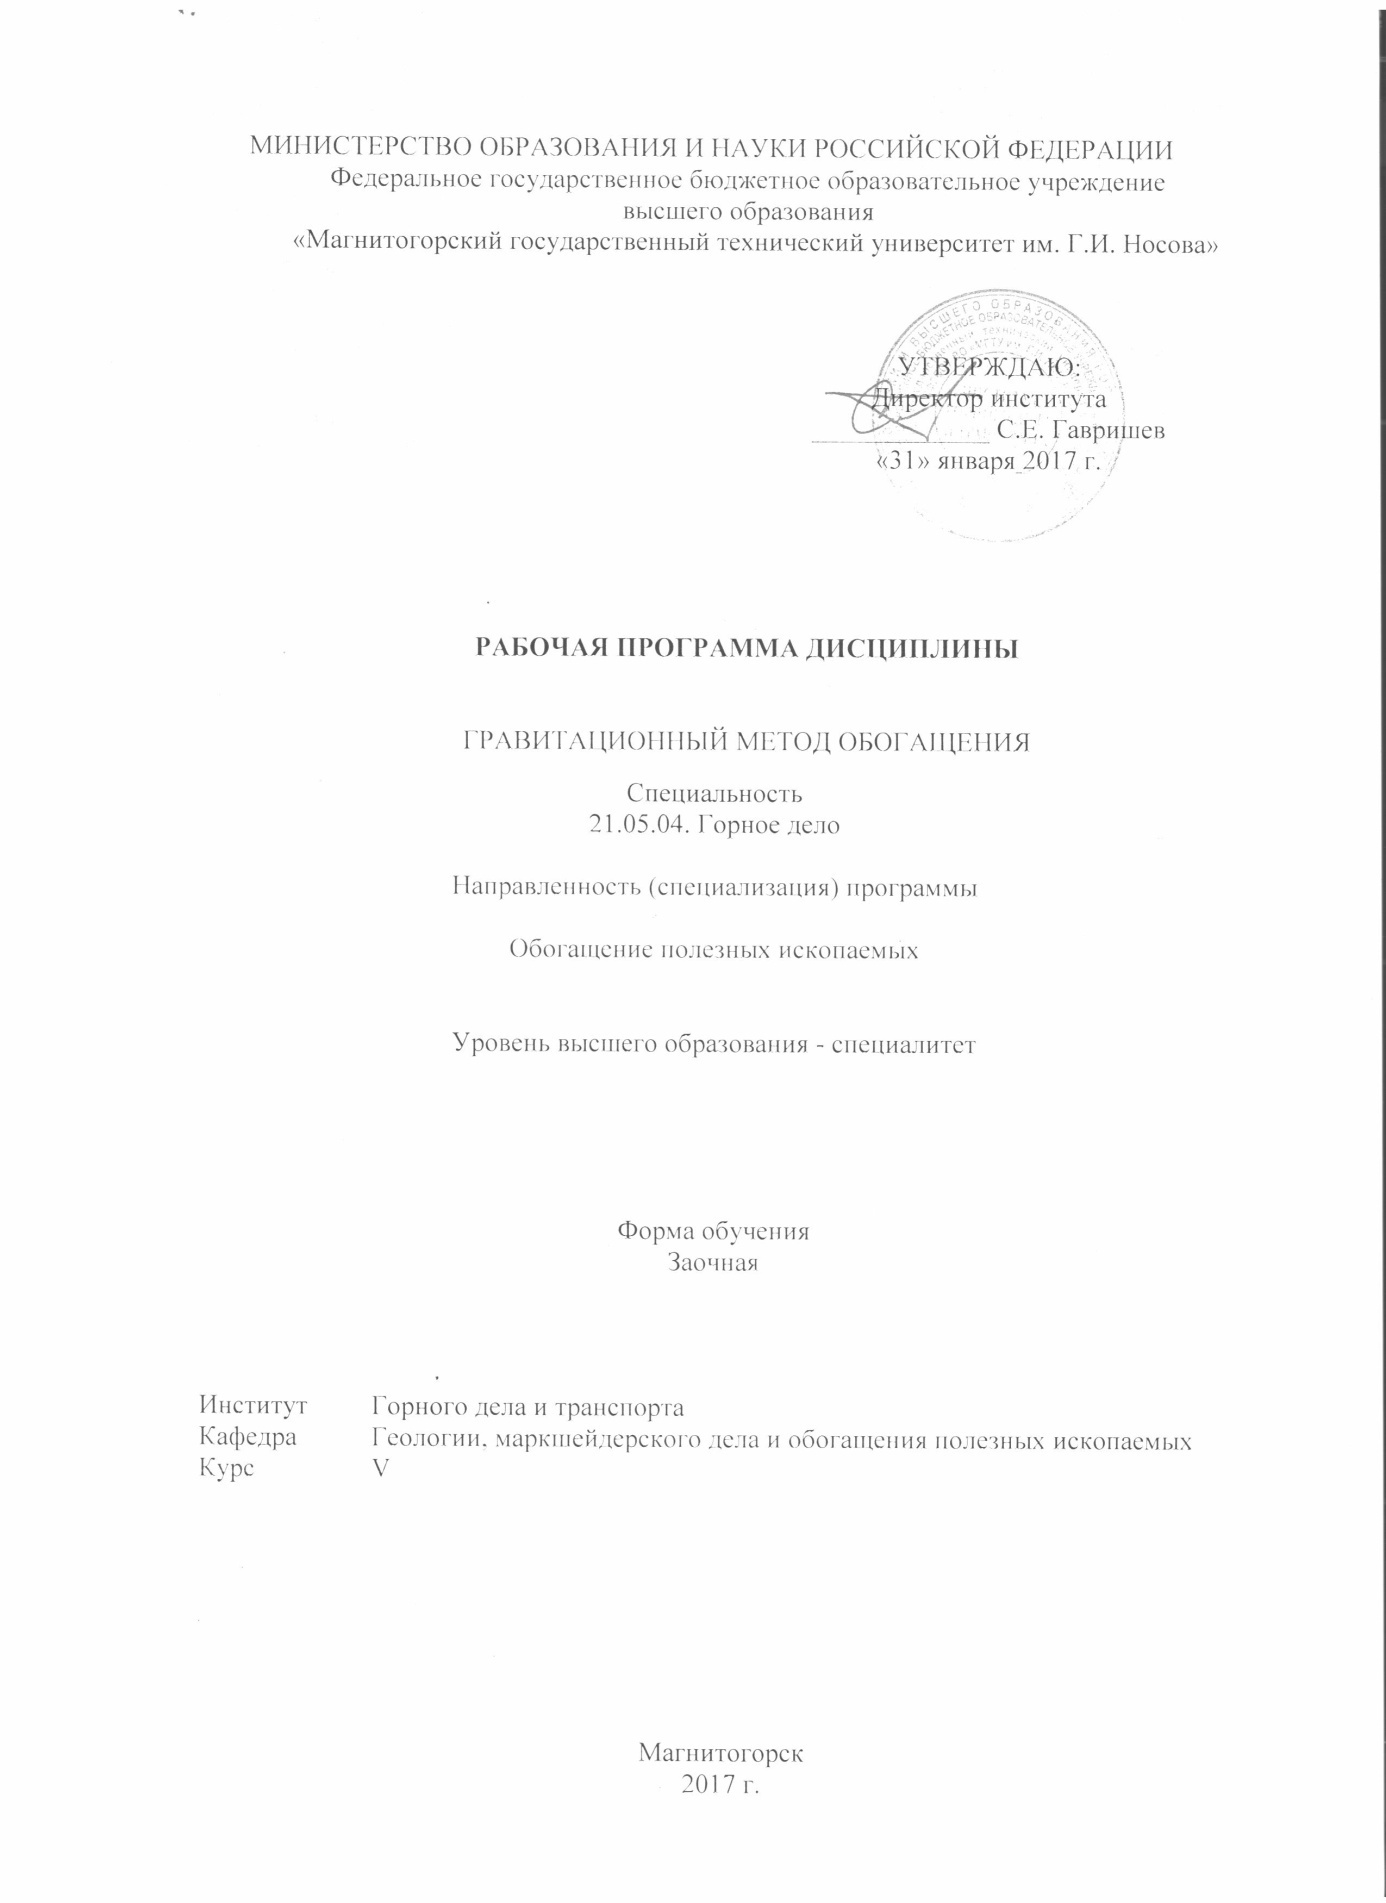 МИНИСТЕРСТВО ОБРАЗОВАНИЯ И НАУКИ РОССИЙСКОЙ ФЕДЕРАЦИИ
Федеральное государственное бюджетное образовательное учреждение
высшего образования
«Магнитогорский государственный технический университет им. Г.И. Носова»
УТВЕРЖДАЮ:
Директор института
С.Е. Гавришев
«31» января 2017 г.
РАБОЧАЯ ПРОГРАММА ДИСЦИПЛИНЫ
ГРАВИТАЦИОННЫЙ МЕТОД ОБОГАЩЕНИЯ
Специальность
21.05.04. Горное дело
Направленность (специализация) программы
Обогащение полезных ископаемых
Уровень высшего образования - специалитет
Форма обучения
Заочная
Институт Горного дела и транспорта
Кафедра Геологии, маркшейдерского дела и обогащения полезных ископаемых
Курс V
Магнитогорск
2017 г.